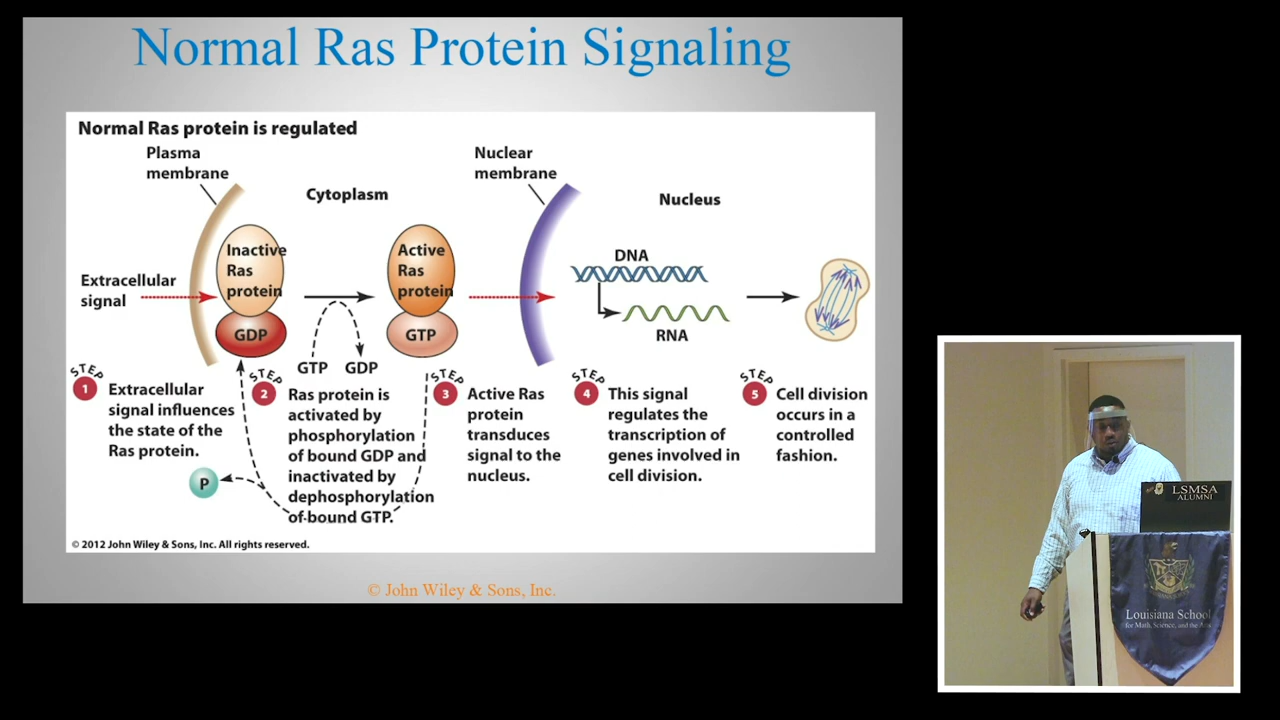 Normal Ras Protein Signaling
Normal Ras protein is regulated
Plasma
membrane
Cytoplasm
Nuclear
membrane
Nucleus
Extracellular
signal
Inactive
Ras
protein
GDP
GTP
GDP
Active
Ras
protein
GTP
DNA
RNA
STEP
1
Extracellular
signal influences
the state of the
Ras protein.
P
STEP
2
Ras protein is
activated by
phosphorylation
of bound GDP and
inactivated by
dephosphorylation
of bound GTP.
STEP
3
Active Ras
protein
transduces
signal to the
nucleus.
STEP
4
This signal
regulates the
transcription of
genes involved in
cell division.
STEP
5
Cell division
occurs in a
controlled
fashion.
© 2012 John Wiley & Sons, Inc. All rights reserved.
© John Wiley & Sons, Inc.
LSMSA
ALUMNI
Louisiana School
for Math, Science, and the Arts